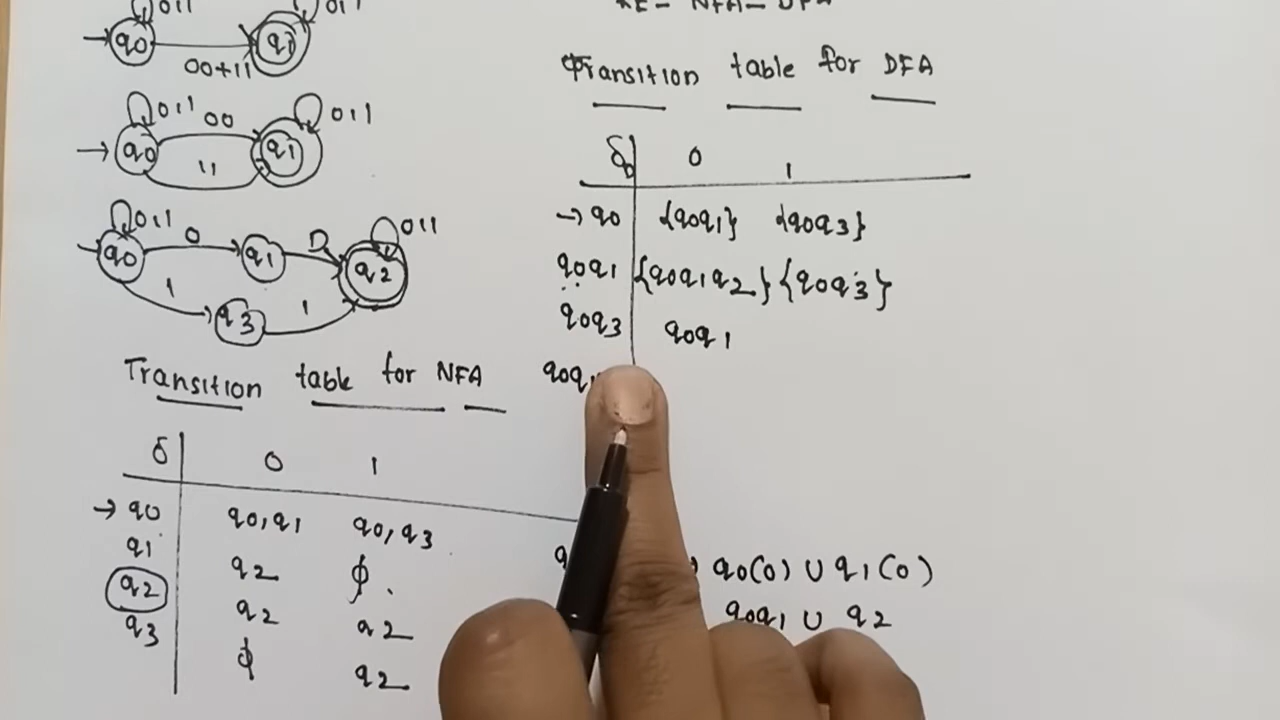 0,1
0,1
q0
q1
00+11
0,1
00
0,1
q0
q1
11
0,1
0,1
q0
0
q1
0
q2
1
q3
1
Transition table for NFA
δ 0 1
→ q0 q0,q1 q0,q3
q1 q2 ϕ
q2 q2 q2
q3 ϕ q2
RE - NFA - DFA
Transition table for DFA
δD 0 1
→ q0 {q0q1} {q0q3}
q0q1 {q0q1q2} {q0q3}
q0q3 q0q1
q0(0) ∪ q1(0)
q0q1 ∪ q2